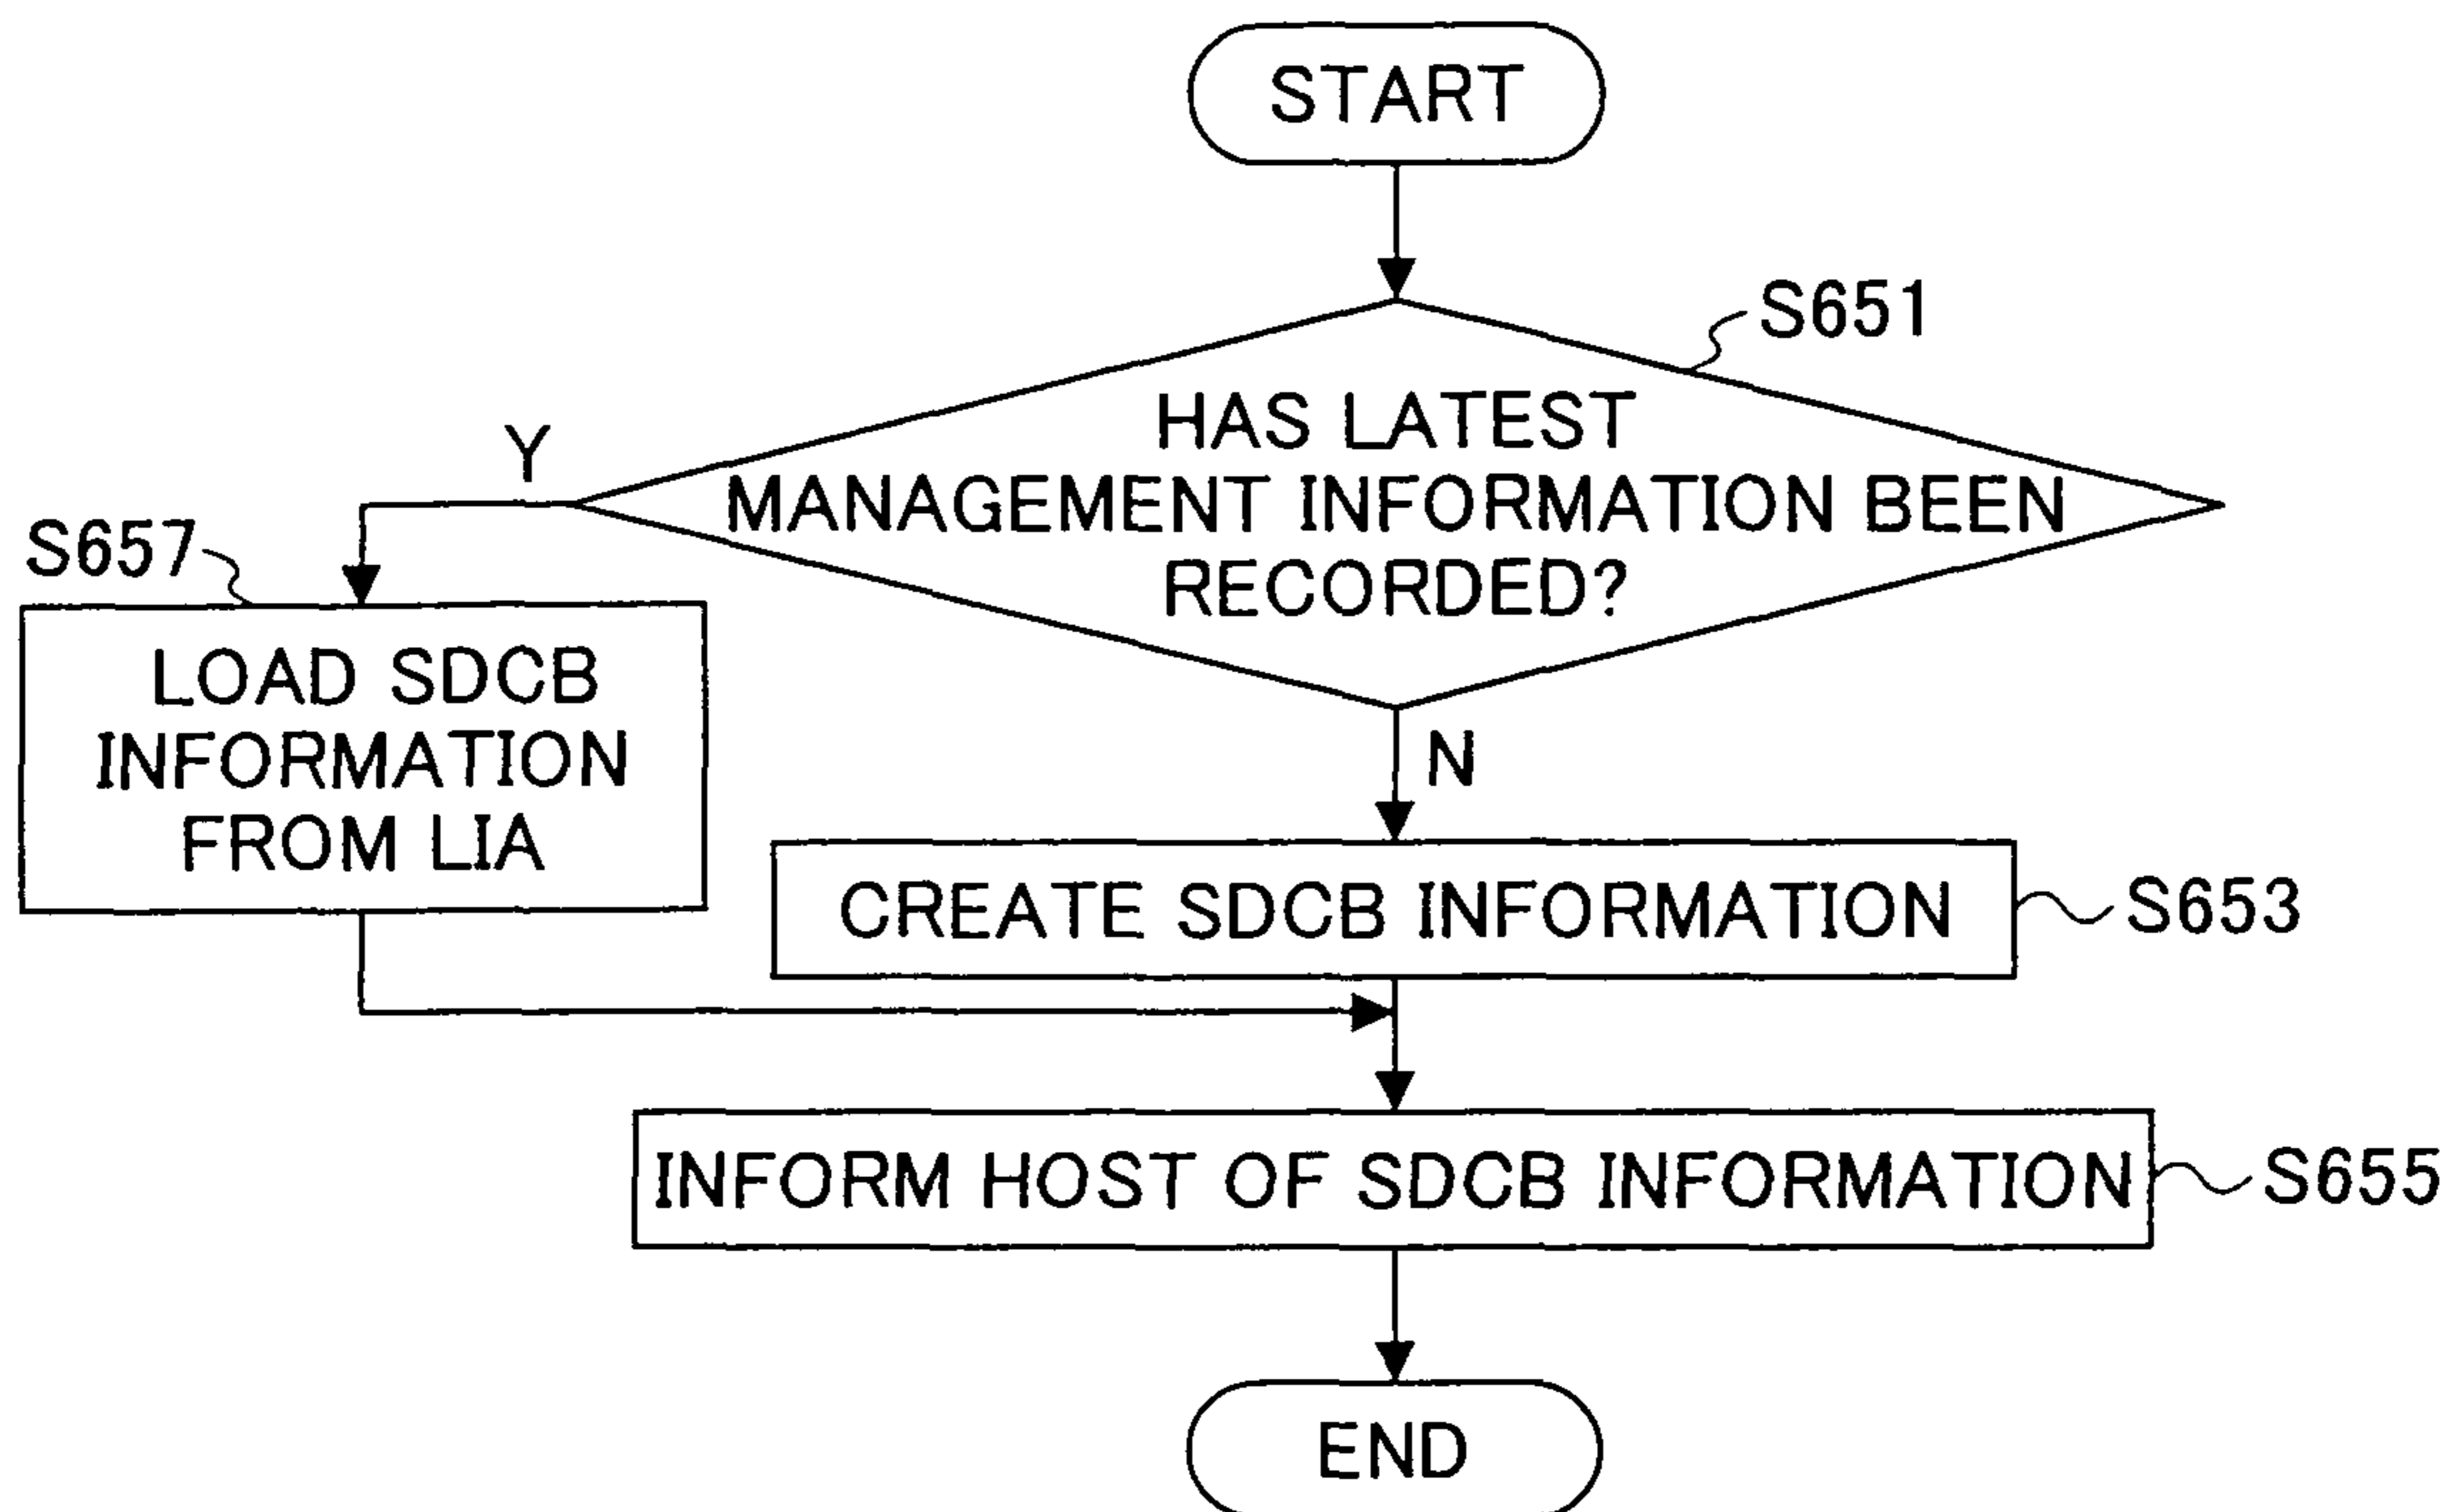 START
S651
HAS LATEST
MANAGEMENT INFORMATION BEEN
RECORDED?
Y
S657
LOAD SDCB
INFORMATION
FROM LIA
N
CREATE SDCB INFORMATION
S653
INFORM HOST OF SDCB INFORMATION
S655
END